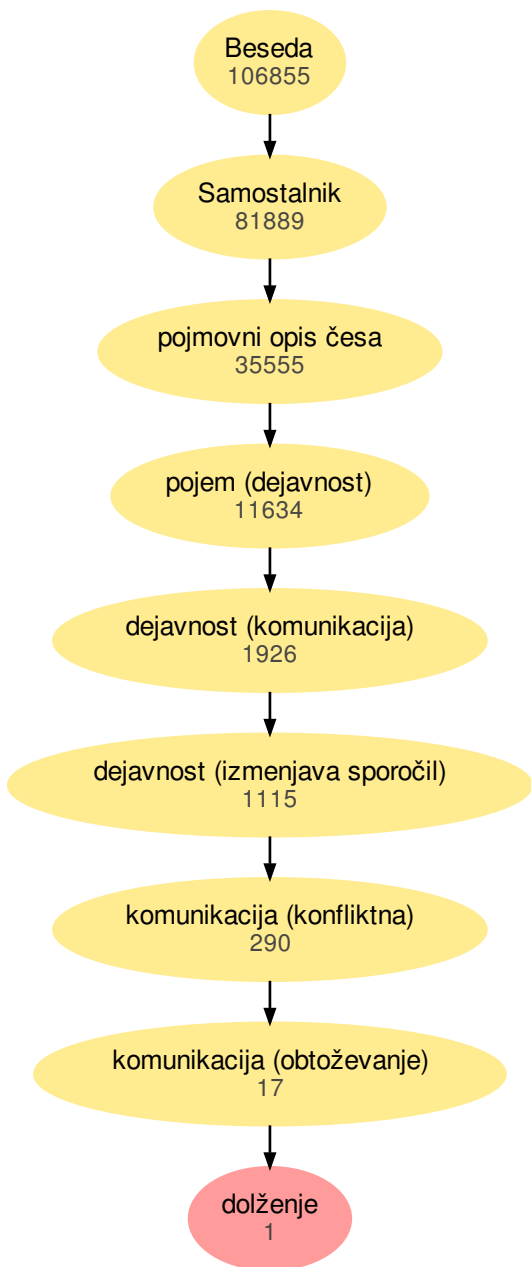 Beseda
106855
Samostalnik
81889
pojmovni opis česa
35555
pojem (dejavnost)
11634
dejavnost (komunikacija)
1926
dejavnost (izmenjava sporočil)
1115
komunikacija (konfliktna)
290
komunikacija (obtoževanje)
17
dolženje
1